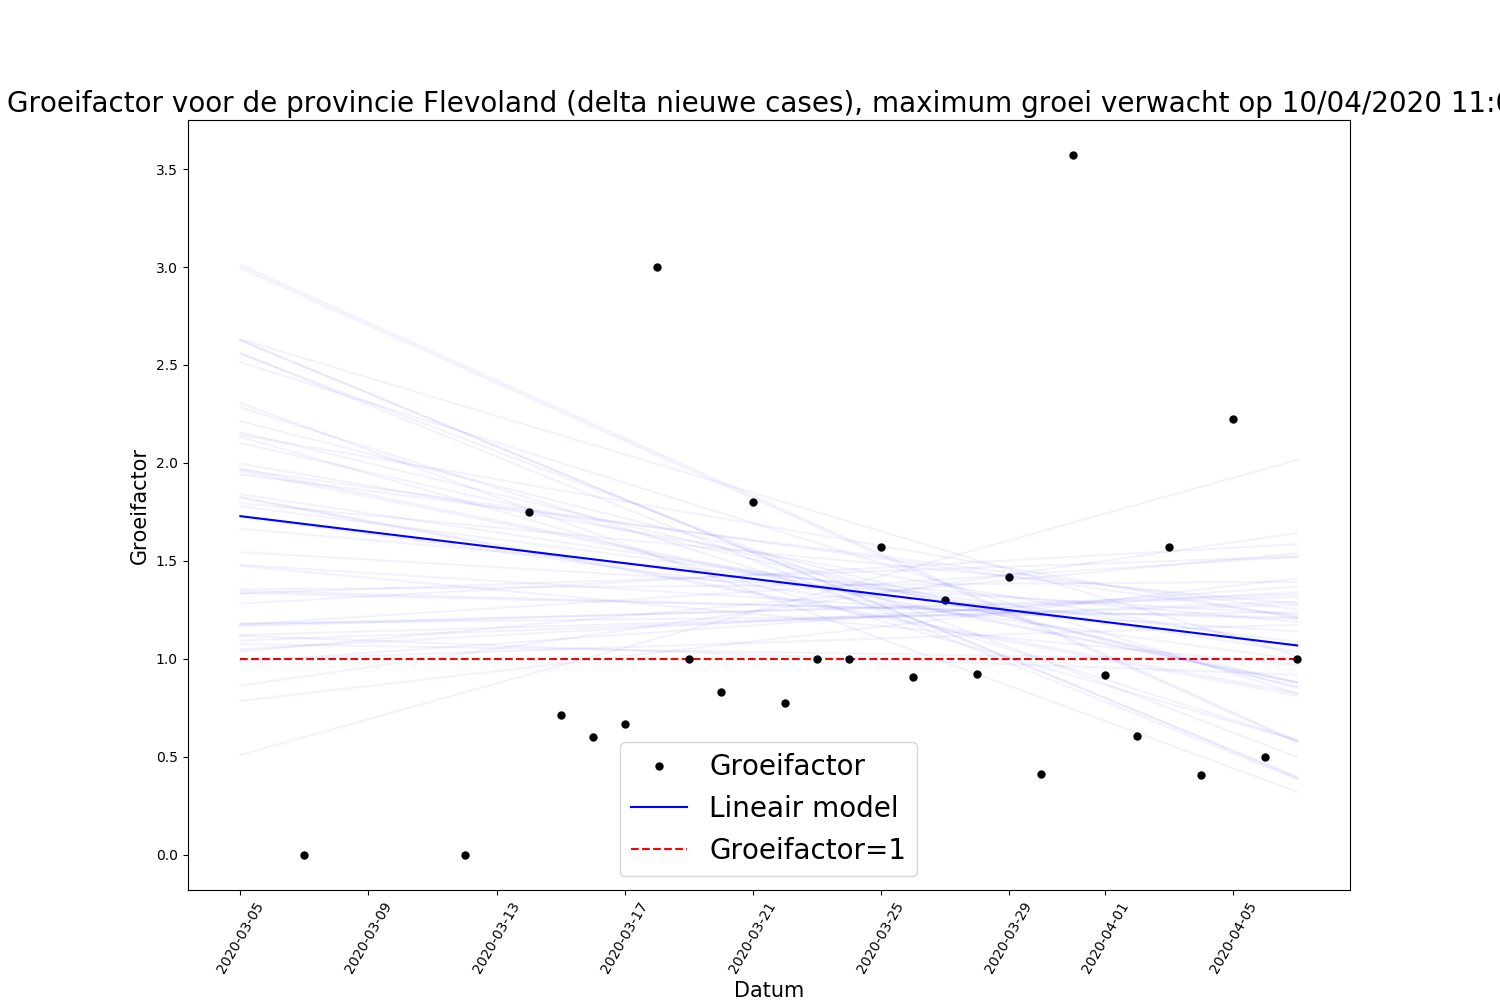 Groeifactor voor de provincie Flevoland (delta nieuwe cases), maximum groei verwacht op 10/04/2020 11:
3.5
3.0
2.5
2.0
1.5
1.0
0.5
0.0
Groeifactor
Groeifactor
Lineair model
Groeifactor=1
2020-03-05
2020-03-09
2020-03-13
2020-03-17
2020-03-21
2020-03-25
2020-03-29
2020-04-01
2020-04-05
Datum